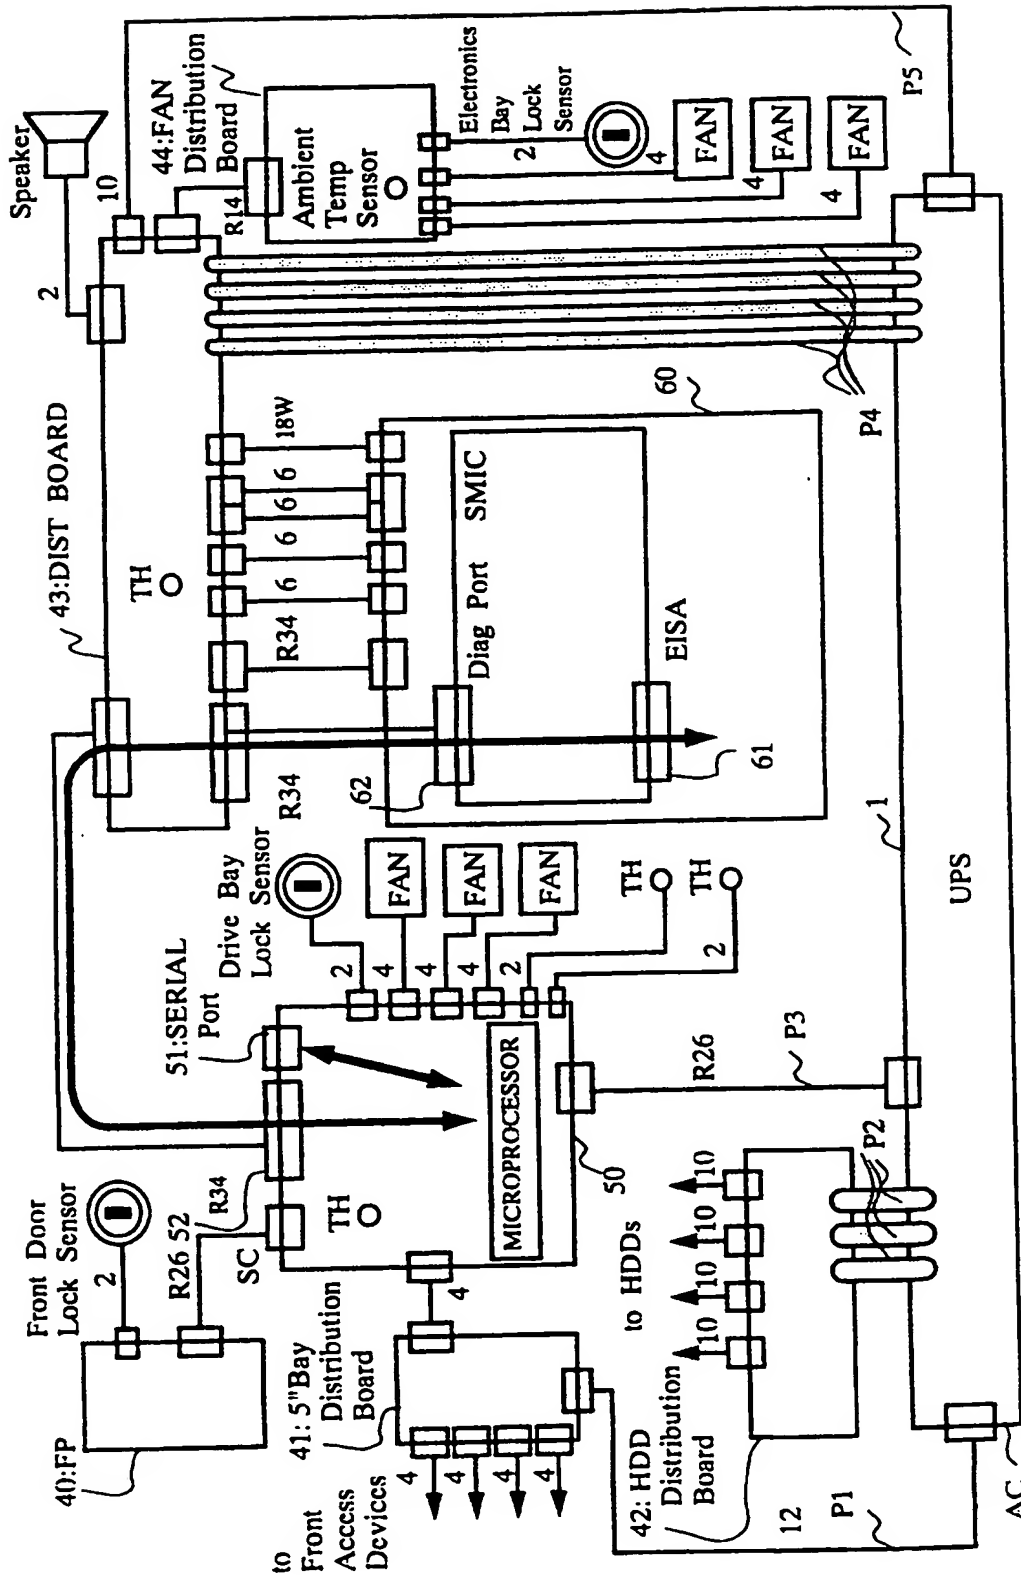 Speaker
2
10
43:DIST BOARD
44:FAN
Distribution
Board
R14
Ambient
Temp
Sensor
Electronics
Bay
Lock
Sensor
2
4
FAN
4
FAN
4
FAN
P5
TH
R34
6
6
6
6
18W
R34
62
Diag Port
SMIC
EISA
61
60
P4
Front Door
Lock Sensor
2
40:FP
R26
52
R34
SC
TH
51:SERIAL
Port
Drive Bay
Lock Sensor
2
4
FAN
4
FAN
4
FAN
2
TH
2
TH
MICROPROCESSOR
50
4
41: 5"Bay
Distribution
Board
4
4
4
4
to
Front
Access
Devices
to HDDs
10
10
10
10
42: HDD
Distribution
Board
P2
R26
P3
12
P1
1
UPS
AC